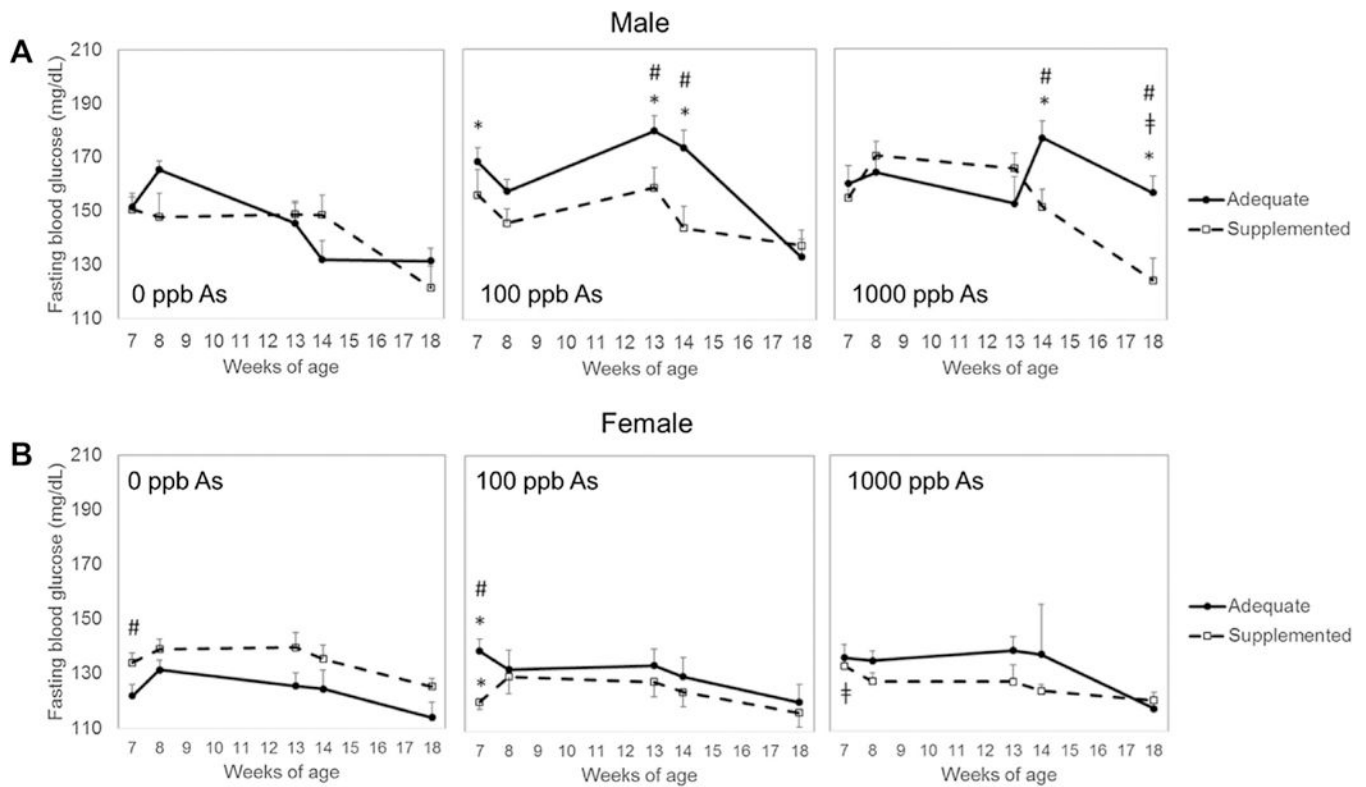 Male
A
Fasting blood glucose (mg/dL)
210
190
170
150
130
110
0 ppb As
7 8 9 10 11 12 13 14 15 16 17 18
Weeks of age
*
# #
* *
100 ppb As
7 8 9 10 11 12 13 14 15 16 17 18
Weeks of age
#
*
#
‡
*
1000 ppb As
7 8 9 10 11 12 13 14 15 16 17 18
Weeks of age
Adequate
Supplemented
Female
B
Fasting blood glucose (mg/dL)
210
190
170
150
130
110
0 ppb As
#
7 8 9 10 11 12 13 14 15 16 17 18
Weeks of age
100 ppb As
#
*
*
7 8 9 10 11 12 13 14 15 16 17 18
Weeks of age
1000 ppb As
‡
7 8 9 10 11 12 13 14 15 16 17 18
Weeks of age
Adequate
Supplemented